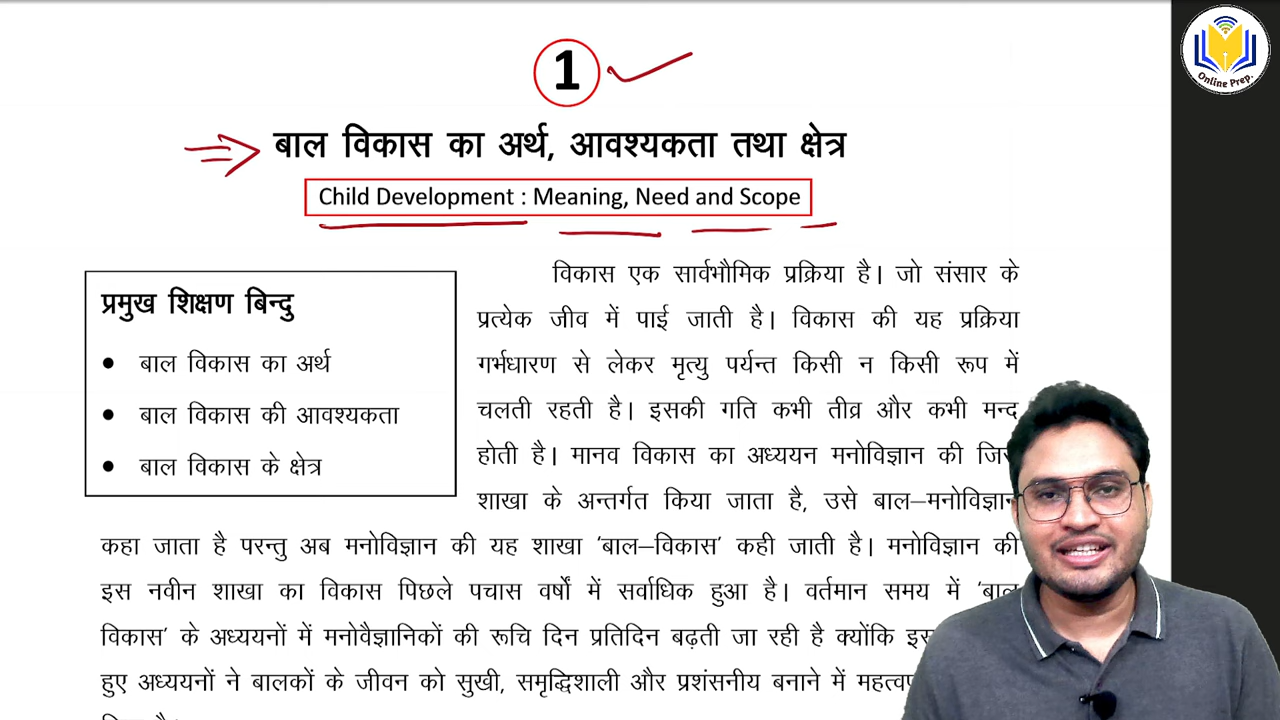 Online Prep.
1
बाल विकास का अर्थ, आवश्यकता तथा क्षेत्र
Child Development : Meaning, Need and Scope
प्रमुख शिक्षण बिन्दु
• बाल विकास का अर्थ
• बाल विकास की आवश्यकता
• बाल विकास के क्षेत्र
विकास एक सार्वभौमिक प्रक्रिया है। जो संसार के
प्रत्येक जीव में पाई जाती है। विकास की यह प्रक्रिया
गर्भधारण से लेकर मृत्यु पर्यन्त किसी न किसी रूप में
चलती रहती है। इसकी गति कभी तीव्र और कभी मन्द
होती है। मानव विकास का अध्ययन मनोविज्ञान की
शाखा के अन्तर्गत किया जाता है, उसे बाल–मनोविज्ञान
कहा जाता है परन्तु अब मनोविज्ञान की यह शाखा ‘बाल–विकास’ कही जाती है। मनोविज्ञान की
इस नवीन शाखा का विकास पिछले पचास वर्षों में सर्वाधिक हुआ है। वर्तमान समय में ‘बाल
विकास’ के अध्ययनों में मनोवैज्ञानिकों की रूचि दिन प्रतिदिन बढ़ती जा रही है क्योंकि
हुए अध्ययनों ने बालकों के जीवन को सुखी, समृद्धिशाली और प्रशंसनीय बनाने में